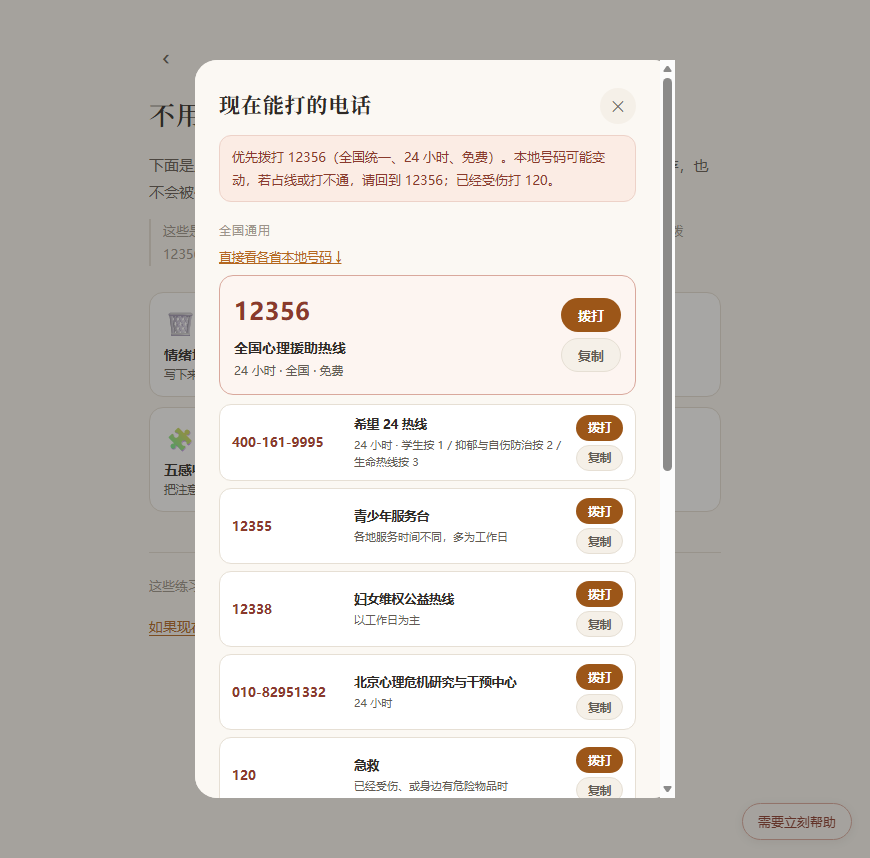 不用
下面是
不会被
这些是
12356
也
拨
情绪
写下来
五感
把注意
这些练习
如果现在
现在能打的电话
优先拨打 12356（全国统一、24 小时、免费）。本地号码可能变
动，若占线或打不通，请回到 12356；已经受伤打 120。
全国通用
直接看各省本地号码↓
12356
全国心理援助热线
24 小时 · 全国 · 免费
拨打
复制
400-161-9995
希望 24 热线
24 小时 · 学生按 1 / 抑郁与自伤防治按 2 /
生命热线按 3
拨打
复制
12355
青少年服务台
各地服务时间不同，多为工作日
拨打
复制
12338
妇女维权公益热线
以工作日为主
拨打
复制
010-82951332
北京心理危机研究与干预中心
24 小时
拨打
复制
120
急救
已经受伤、或身边有危险物品时
拨打
复制
需要立刻帮助